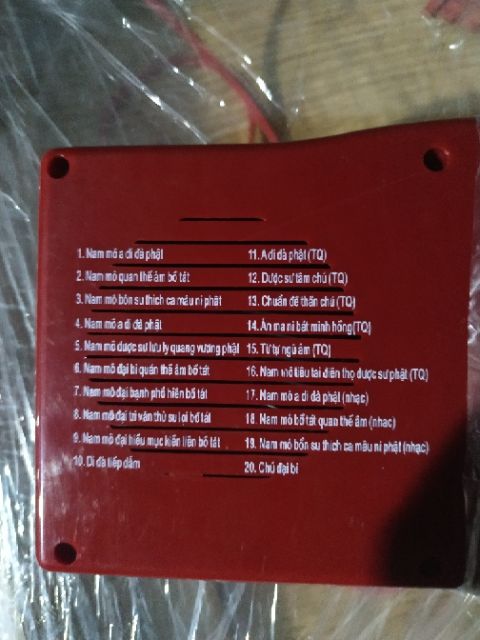 1. Nam mô a di đà phật
2. Nam mô quan thế âm bồ tát
3. Nam mô bổn sư thích ca mâu ni phật
4. Nam mô a di đà phật
5. Nam mô dược sư lưu ly quang vương phật
6. Nam mô đại bi quán thế âm bồ tát
7. Nam mô đại hạnh phổ hiền bồ tát
8. Nam mô đại trí văn thù sư lợi bồ tát
9. Nam mô đại hiếu mục kiền liên bồ tát
10. Di đà tiếp dẫn
11. A di đà phật (TQ)
12. Dược sư tâm chú (TQ)
13. Chuẩn đề thần chú (TQ)
14. Án ma ni bát minh hồng(TQ)
15. Tứ tự ngũ âm (TQ)
16. Nam mô tiêu tai diên thọ dược sư phật (TQ)
17. Nam mô a di đà phật (nhạc)
18. Nam mô bồ tát quan thế âm (nhạc)
19. Nam mô bổn sư thích ca mâu ni phật (nhạc)
20. Chú đại bi